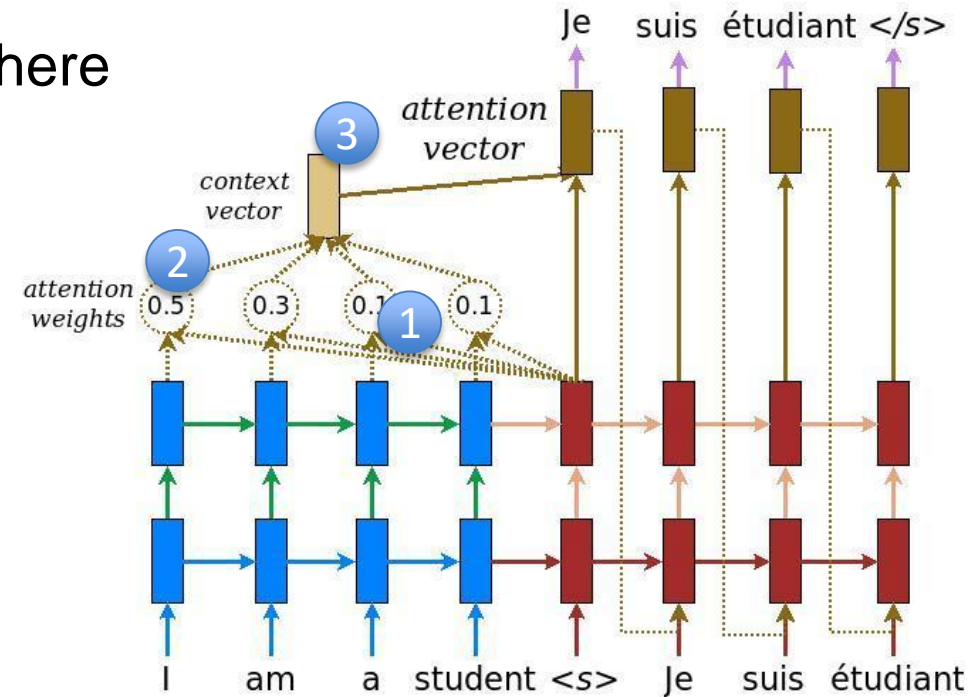 here
Je suis étudiant </s>
3
attention
vector
context
vector
2
attention
weights
0.5 0.3 0.1 0.1
1
I am a student <s> Je suis étudiant